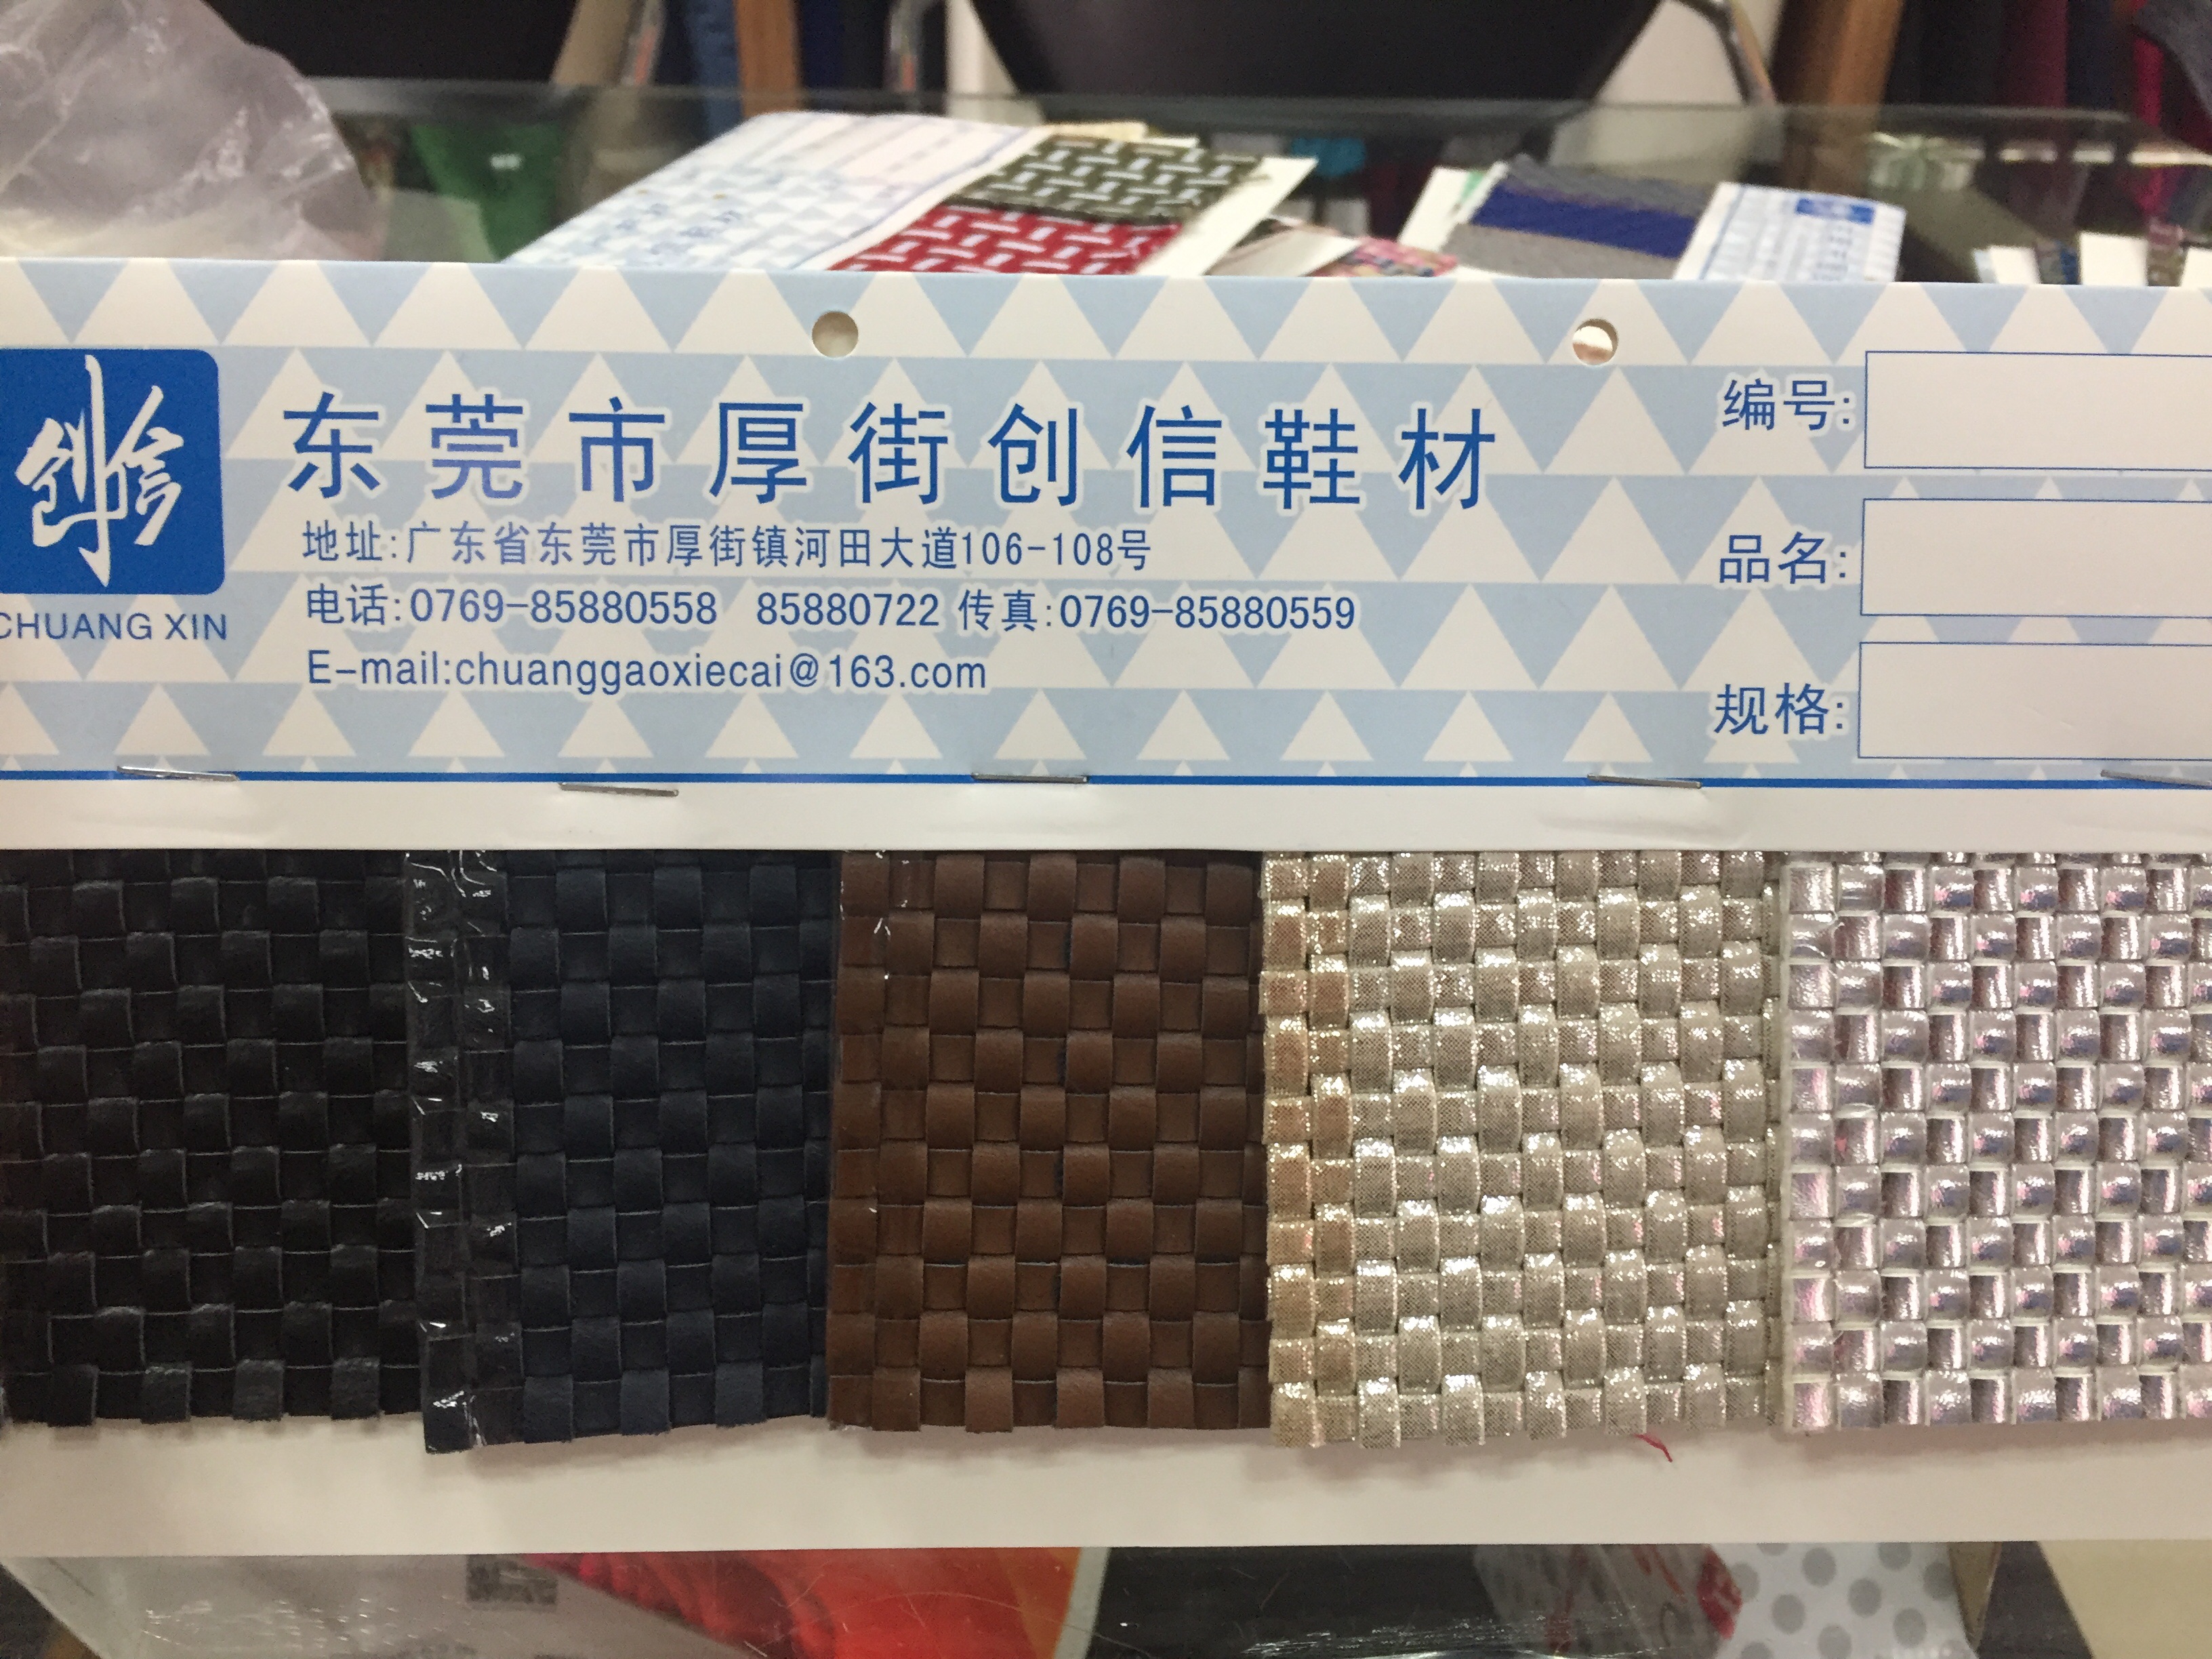 创信
CHUANG XIN
东莞市厚街创信鞋材
地址:广东省东莞市厚街镇河田大道106-108号
电话:0769-85880558 85880722 传真:0769-85880559
E-mail:chuanggaoxiecai@163.com
编号:
品名:
规格: